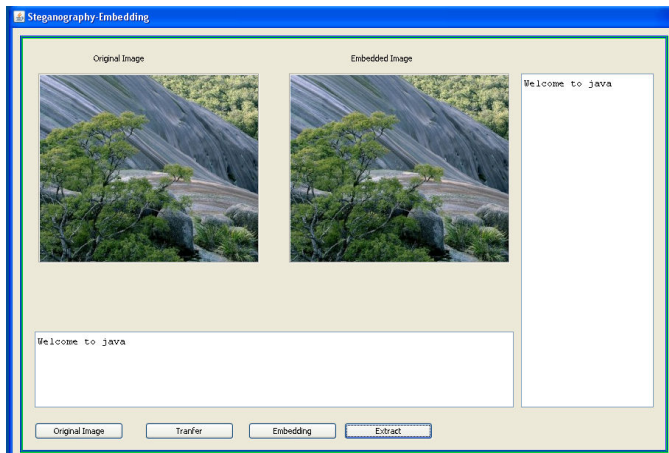 Steganography-Embedding
Original Image
Embedded Image
Welcome to java
Welcome to java
Original Image
Tranfer
Embedding
Extract